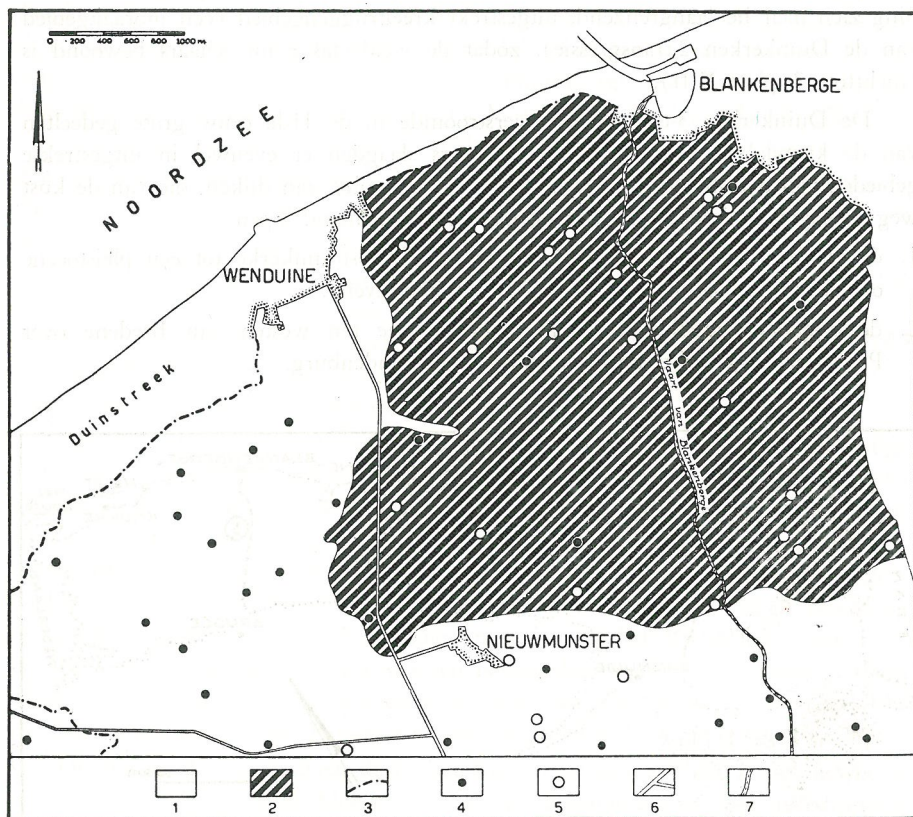 0 200 400 600 800 1000 m.
NOORDZEE
BLANKENBERGE
WENDUINE
Duinstreek
Vaart van Blankenberge
NIEUWMUNSTER
1 2 3 4 5 6 7